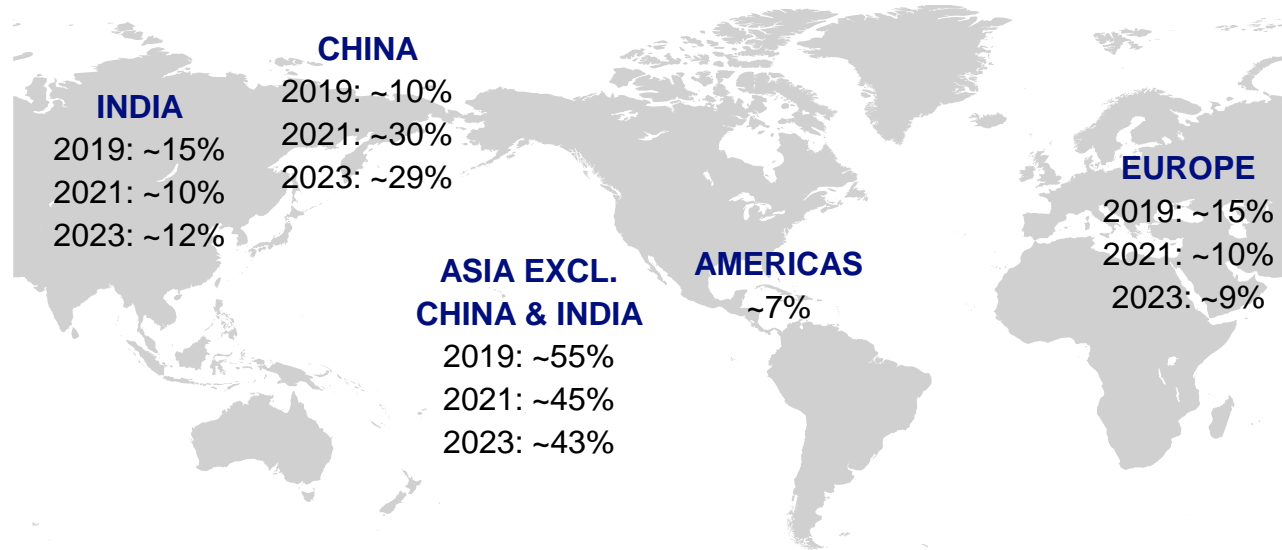 CHINA
2019: ~10%
2021: ~30%
2023: ~29%
INDIA
2019: ~15%
2021: ~10%
2023: ~12%
ASIA EXCL.
CHINA & INDIA
2019: ~55%
2021: ~45%
2023: ~43%
AMERICAS
~7%
EUROPE
2019: ~15%
2021: ~10%
2023: ~9%